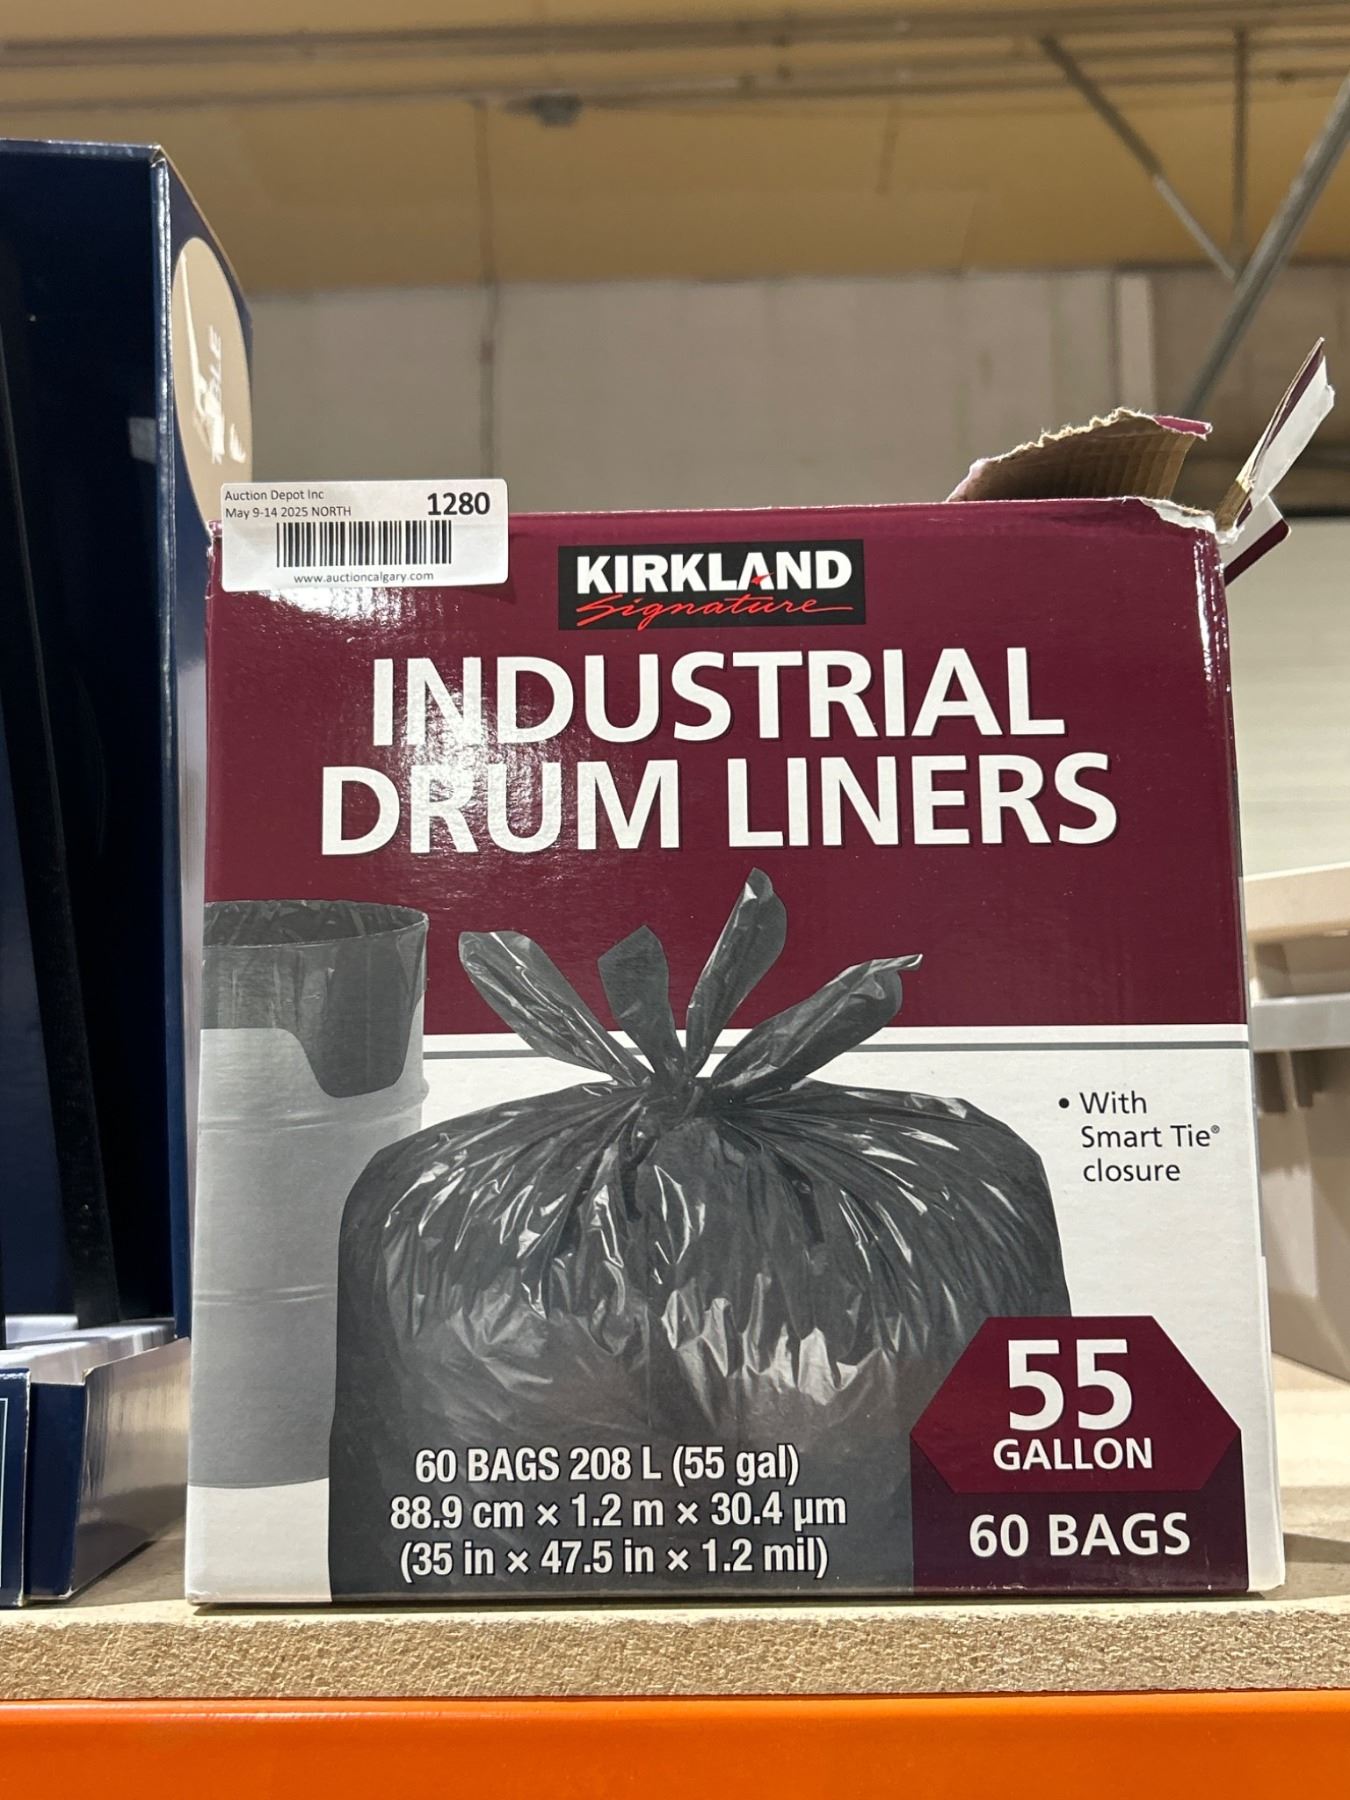 Auction Depot Inc
May 9-14 2025 NORTH
1280
www.auctioncalgary.com
KIRKLAND
Signature
INDUSTRIAL
DRUM LINERS
• With
Smart Tie®
closure
55
GALLON
60 BAGS
60 BAGS 208 L (55 gal)
88.9 cm × 1.2 m × 30.4 µm
(35 in × 47.5 in × 1.2 mil)